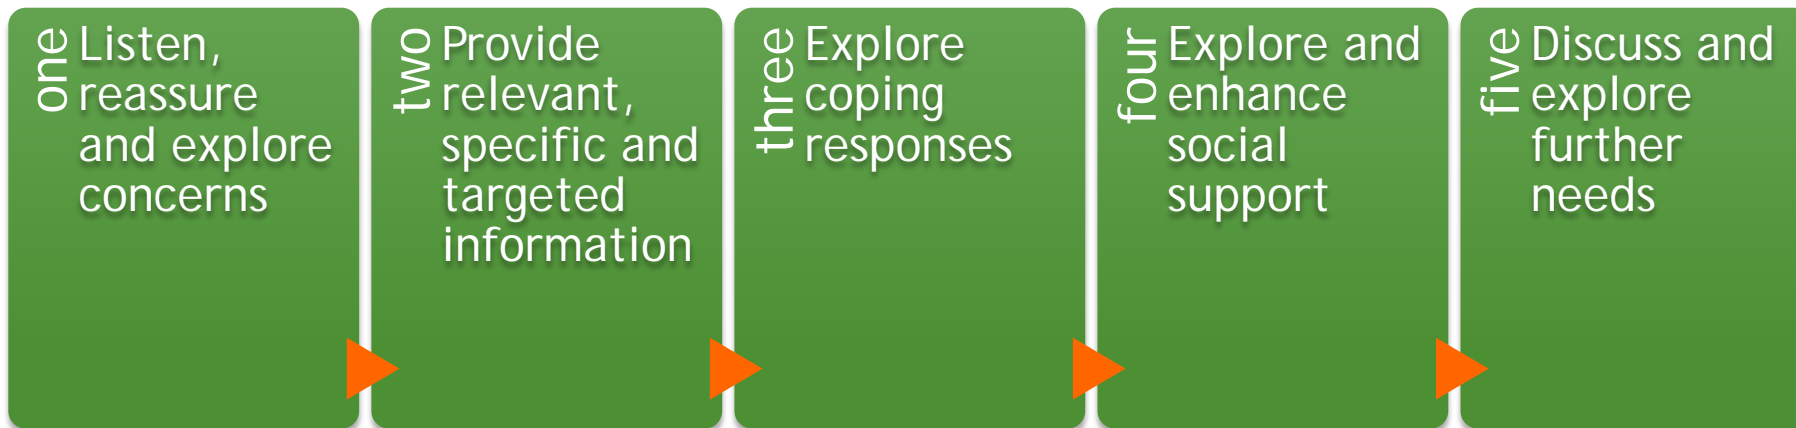 one
Listen,
reassure
and explore
concerns
two
Provide
relevant,
specific and
targeted
information
three
Explore
coping
responses
four
Explore and
enhance
social
support
five
Discuss and
explore
further
needs